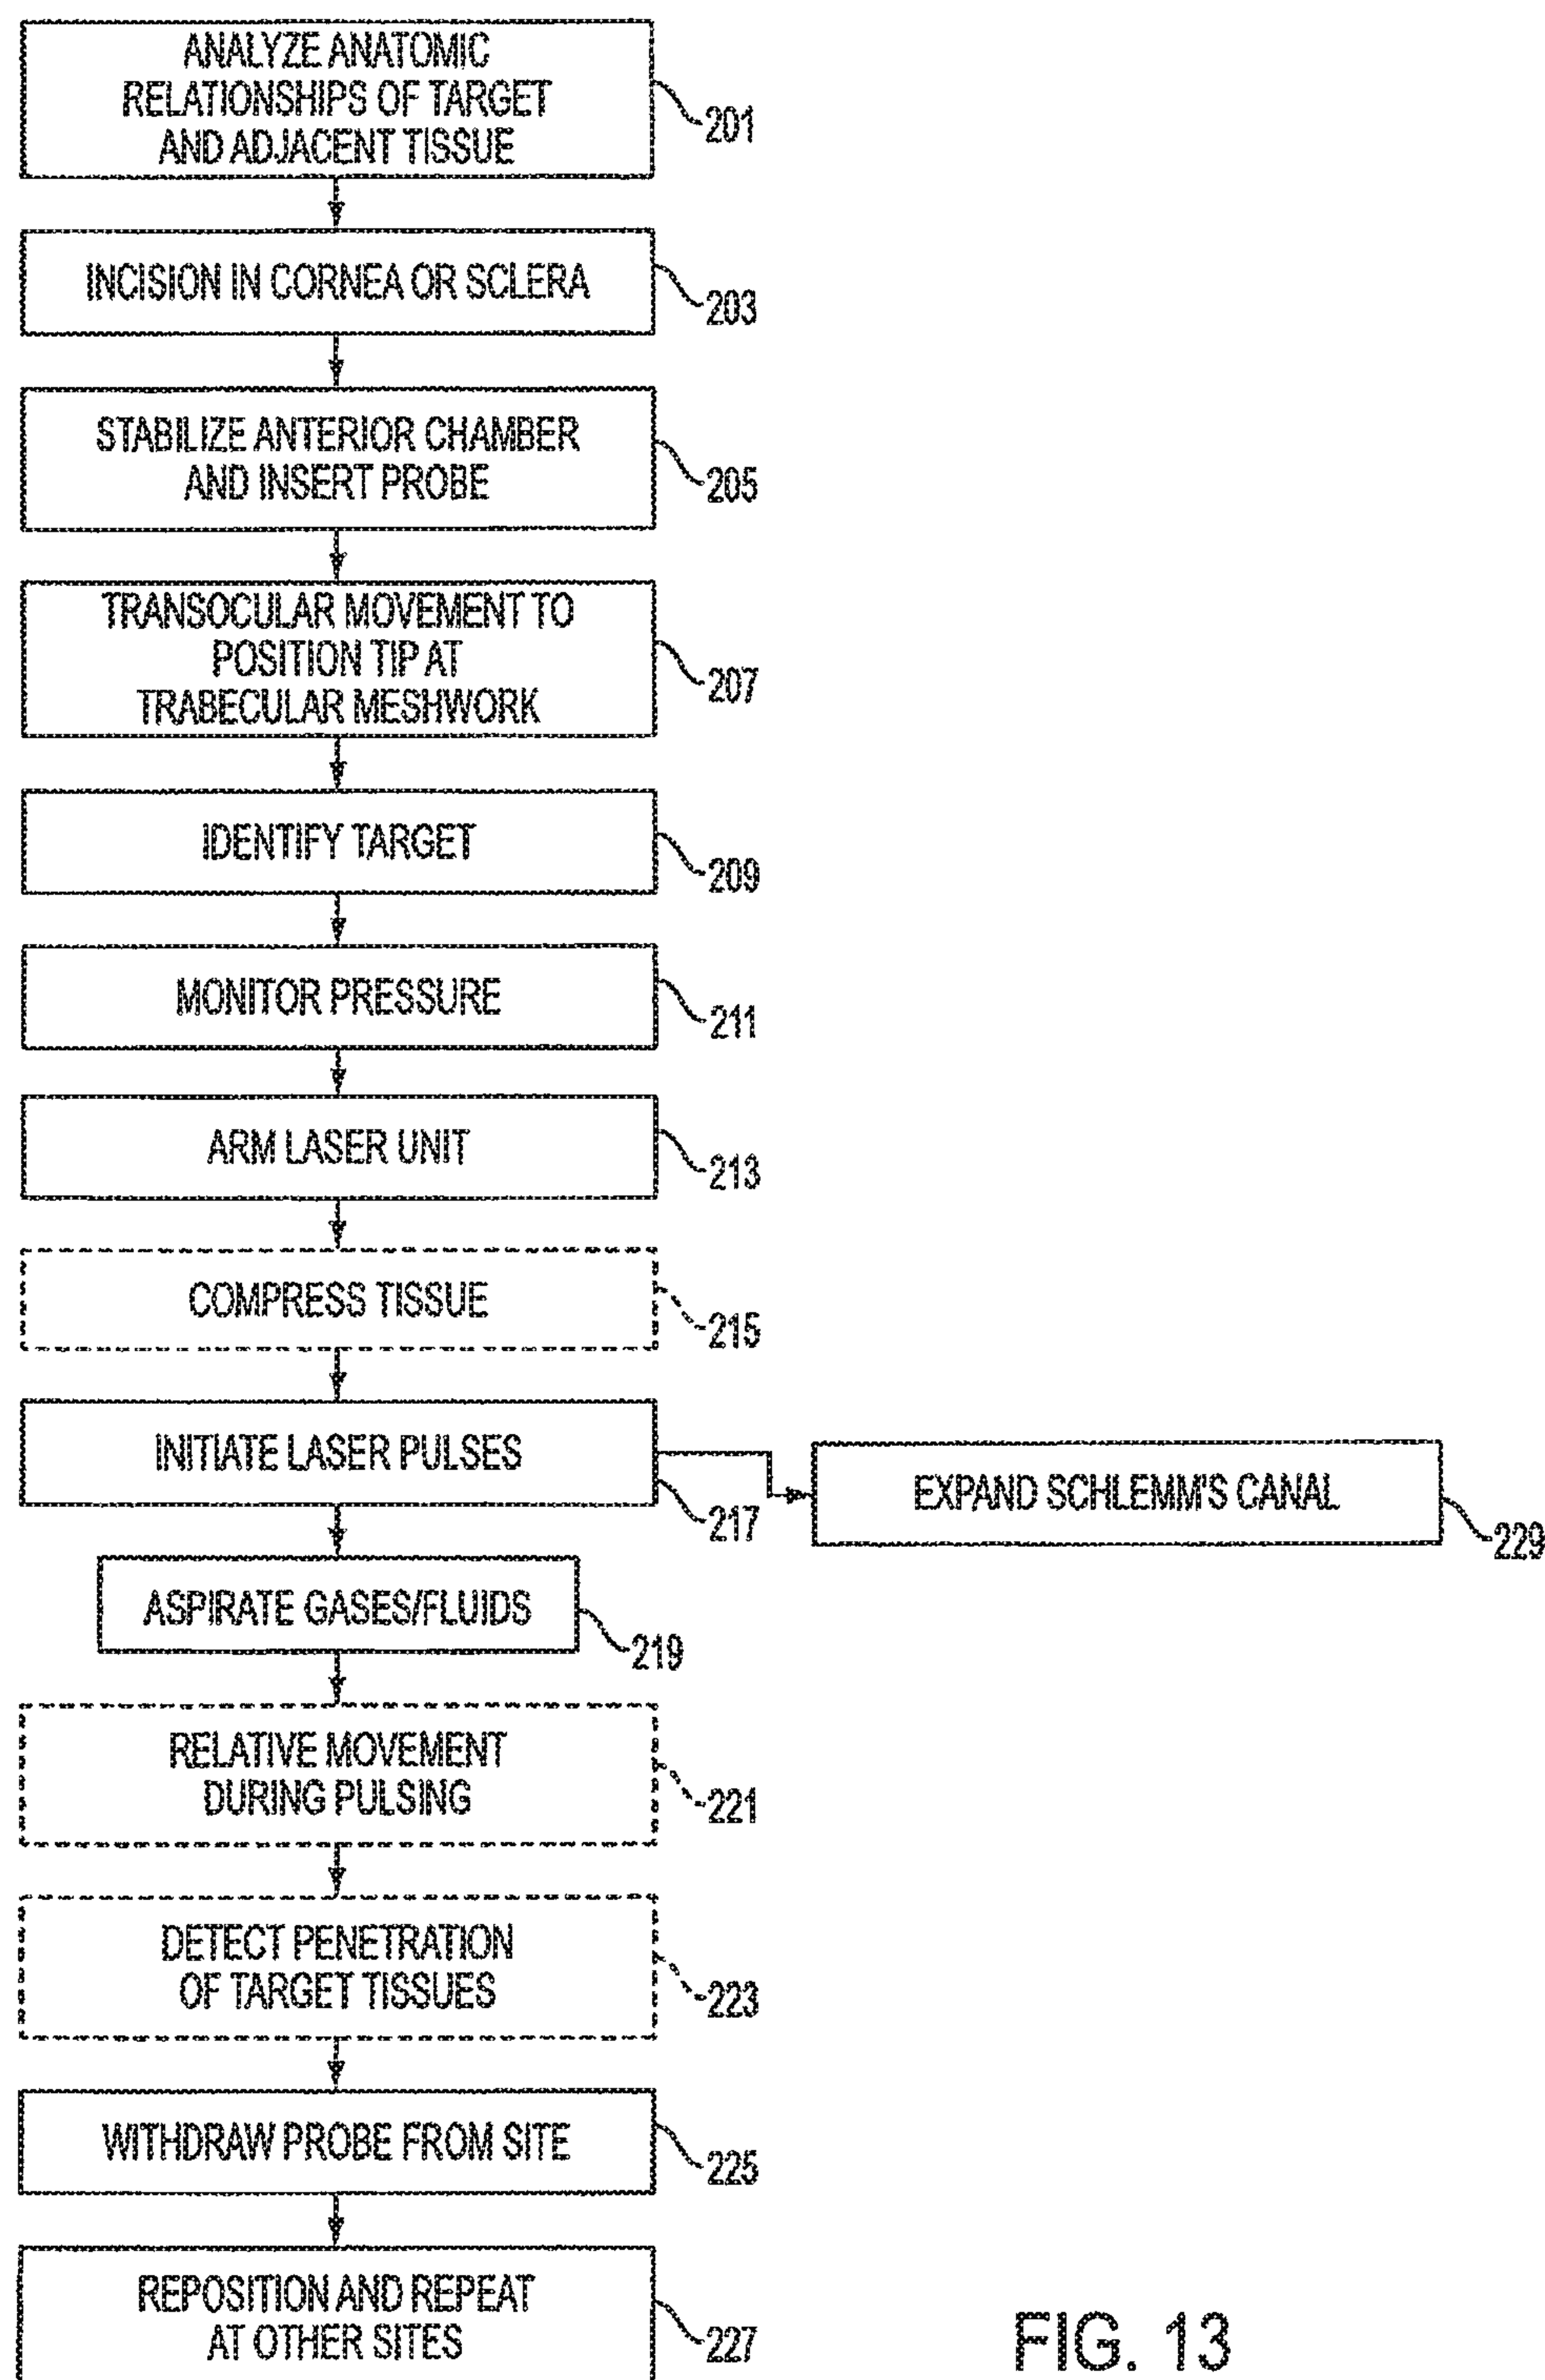 ANALYZE ANATOMIC
RELATIONSHIPS OF TARGET
AND ADJACENT TISSUE
201
INCISION IN CORNEA OR SCLERA
203
STABILIZE ANTERIOR CHAMBER
AND INSERT PROBE
205
TRANSOCULAR MOVEMENT TO
POSITION TIP AT
TRABECULAR MESHWORK
207
IDENTIFY TARGET
209
MONITOR PRESSURE
211
ARM LASER UNIT
213
COMPRESS TISSUE
215
INITIATE LASER PULSES
217
EXPAND SCHLEMM'S CANAL
229
ASPIRATE GASES/FLUIDS
219
RELATIVE MOVEMENT
DURING PULSING
221
DETECT PENETRATION
OF TARGET TISSUES
223
WITHDRAW PROBE FROM SITE
225
REPOSITION AND REPEAT
AT OTHER SITES
227
FIG. 13